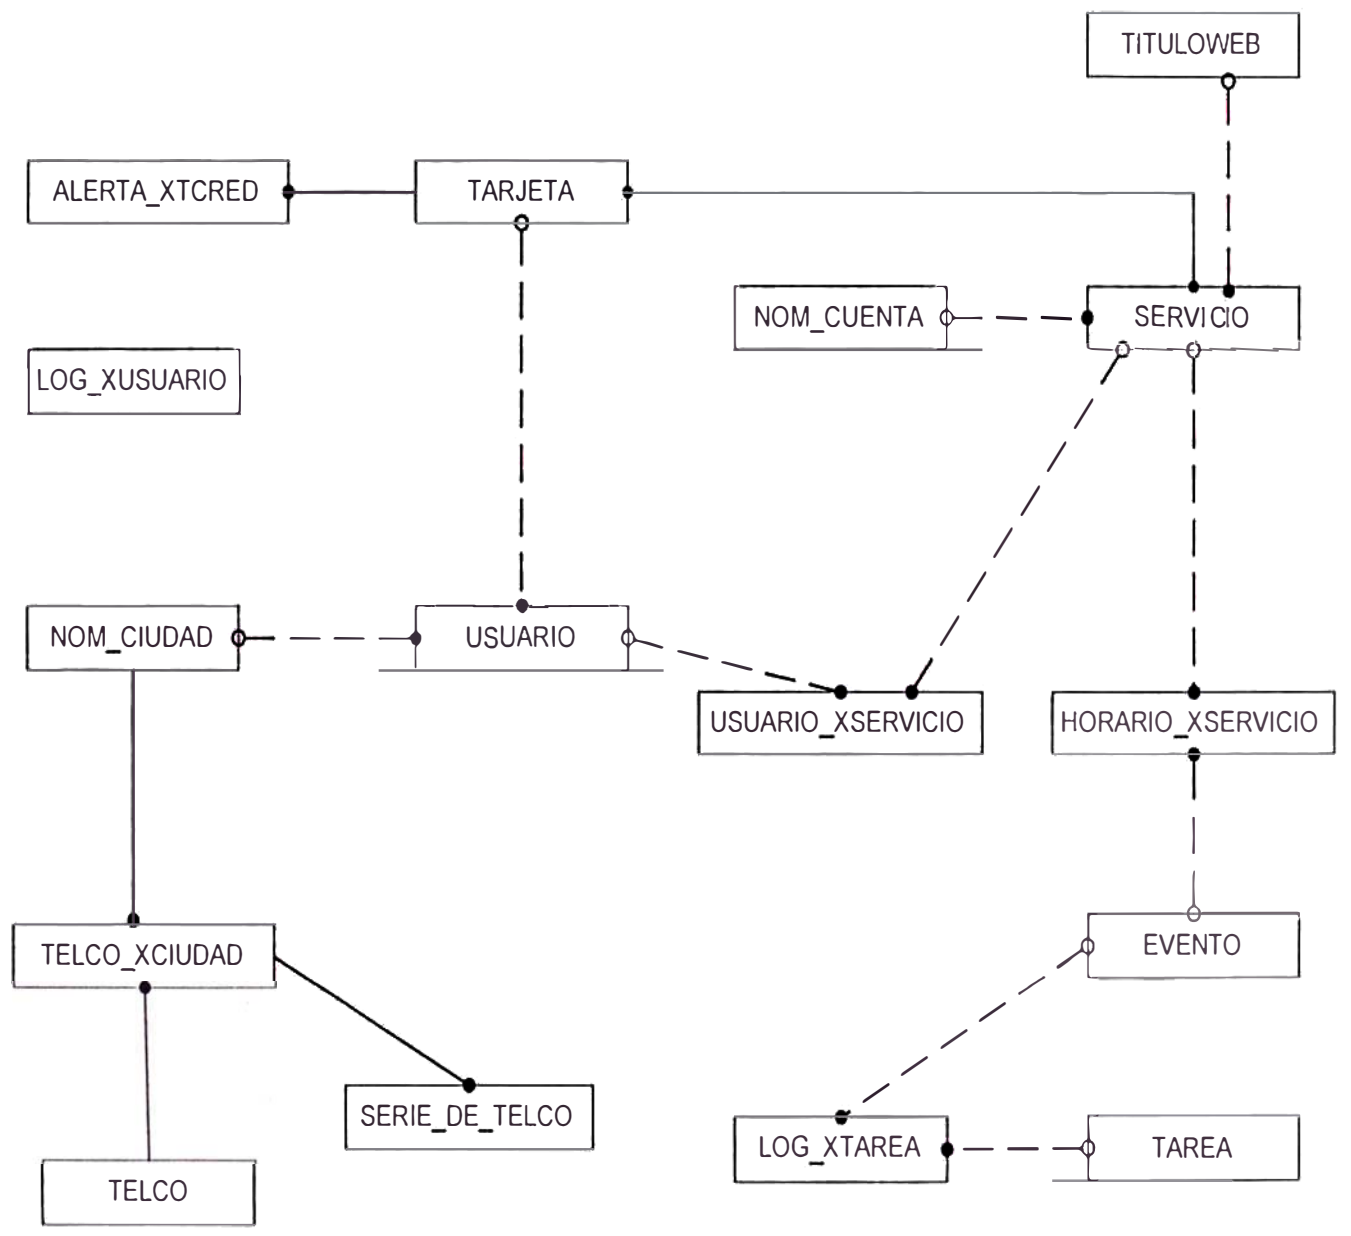 TITULOWEB
ALERTA_XTCRED
TARJETA
NOM_CUENTA
SERVICIO
LOG_XUSUARIO
NOM_CIUDAD
USUARIO
USUARIO_XSERVICIO
HORARIO_XSERVICIO
TELCO_XCIUDAD
EVENTO
SERIE_DE_TELCO
LOG_XTAREA
TAREA
TELCO